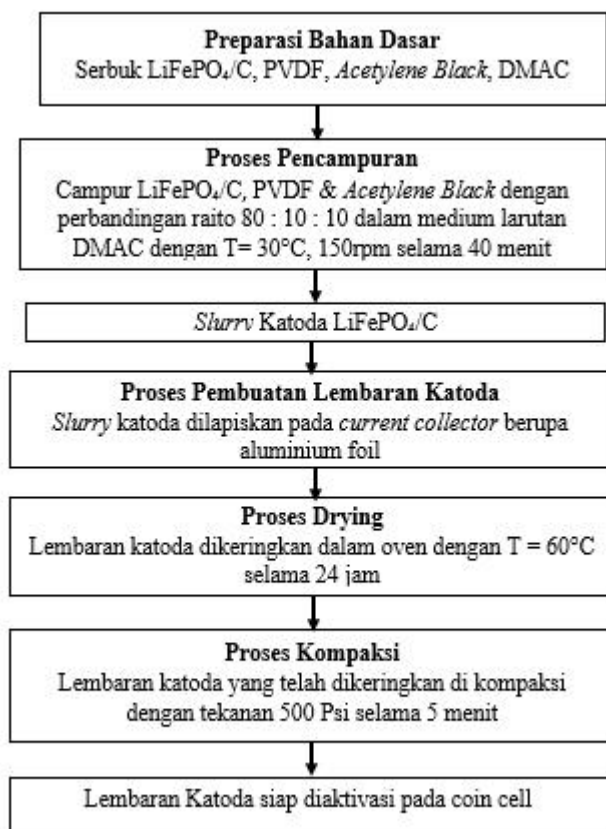 Preparasi Bahan Dasar
Serbuk LiFePO₄/C, PVDF, Acetylene Black, DMAC
Proses Pencampuran
Campur LiFePO₄/C, PVDF & Acetylene Black dengan
perbandingan raito 80 : 10 : 10 dalam medium larutan
DMAC dengan T= 30°C, 150rpm selama 40 menit
Slurry Katoda LiFePO₄/C
Proses Pembuatan Lembaran Katoda
Slurry katoda dilapiskan pada current collector berupa
aluminium foil
Proses Drying
Lembaran katoda dikeringkan dalam oven dengan T = 60°C
selama 24 jam
Proses Kompaksi
Lembaran katoda yang telah dikeringkan di kompaksi
dengan tekanan 500 Psi selama 5 menit
Lembaran Katoda siap diaktivasi pada coin cell